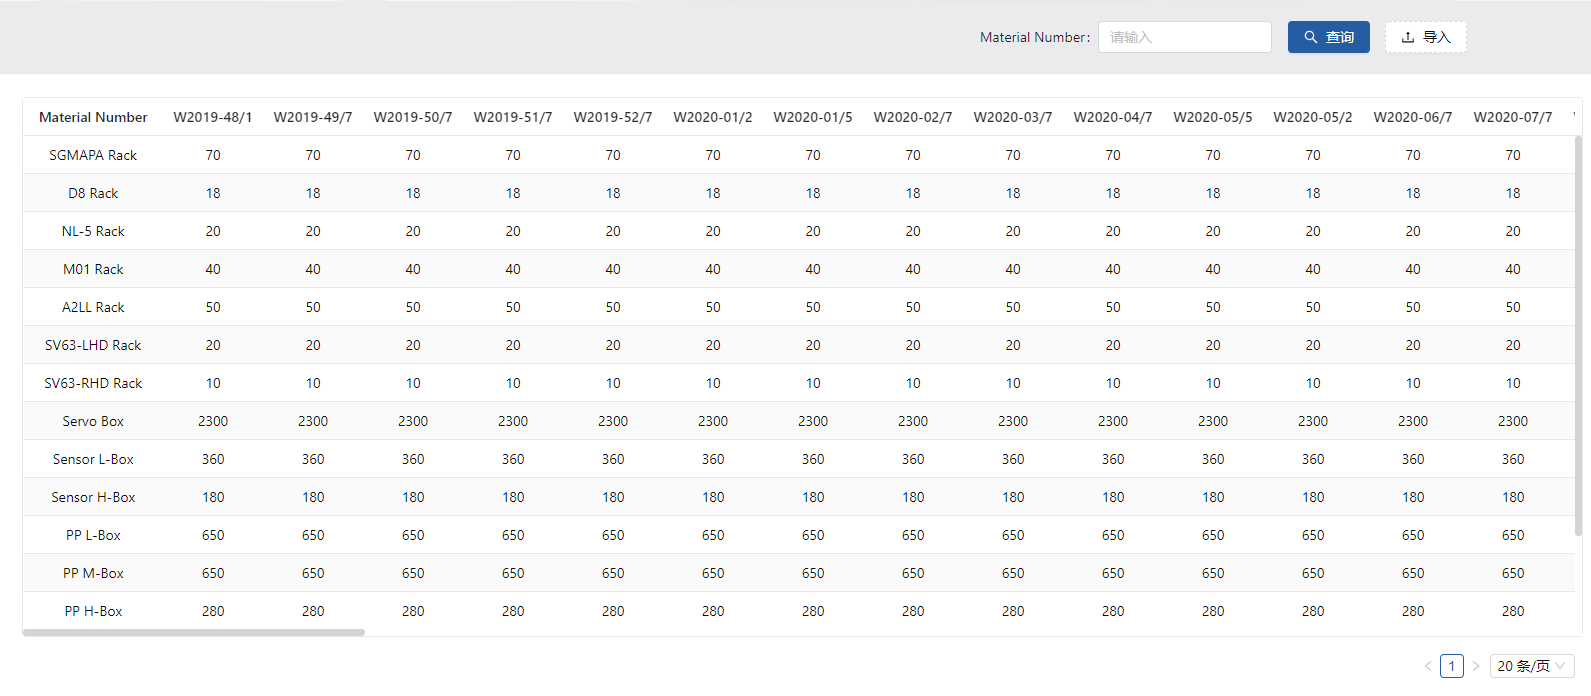 Material Number: 请输入 查询 导入
Material Number W2019-48/1 W2019-49/7 W2019-50/7 W2019-51/7 W2019-52/7 W2020-01/2 W2020-01/5 W2020-02/7 W2020-03/7 W2020-04/7 W2020-05/5 W2020-05/2 W2020-06/7 W2020-07/7
SGMAPA Rack 70 70 70 70 70 70 70 70 70 70 70 70 70 70
D8 Rack 18 18 18 18 18 18 18 18 18 18 18 18 18 18
NL-5 Rack 20 20 20 20 20 20 20 20 20 20 20 20 20 20
M01 Rack 40 40 40 40 40 40 40 40 40 40 40 40 40 40
A2LL Rack 50 50 50 50 50 50 50 50 50 50 50 50 50 50
SV63-LHD Rack 20 20 20 20 20 20 20 20 20 20 20 20 20 20
SV63-RHD Rack 10 10 10 10 10 10 10 10 10 10 10 10 10 10
Servo Box 2300 2300 2300 2300 2300 2300 2300 2300 2300 2300 2300 2300 2300 2300
Sensor L-Box 360 360 360 360 360 360 360 360 360 360 360 360 360 360
Sensor H-Box 180 180 180 180 180 180 180 180 180 180 180 180 180 180
PP L-Box 650 650 650 650 650 650 650 650 650 650 650 650 650 650
PP M-Box 650 650 650 650 650 650 650 650 650 650 650 650 650 650
PP H-Box 280 280 280 280 280 280 280 280 280 280 280 280 280 280
< 1 > 20 条/页